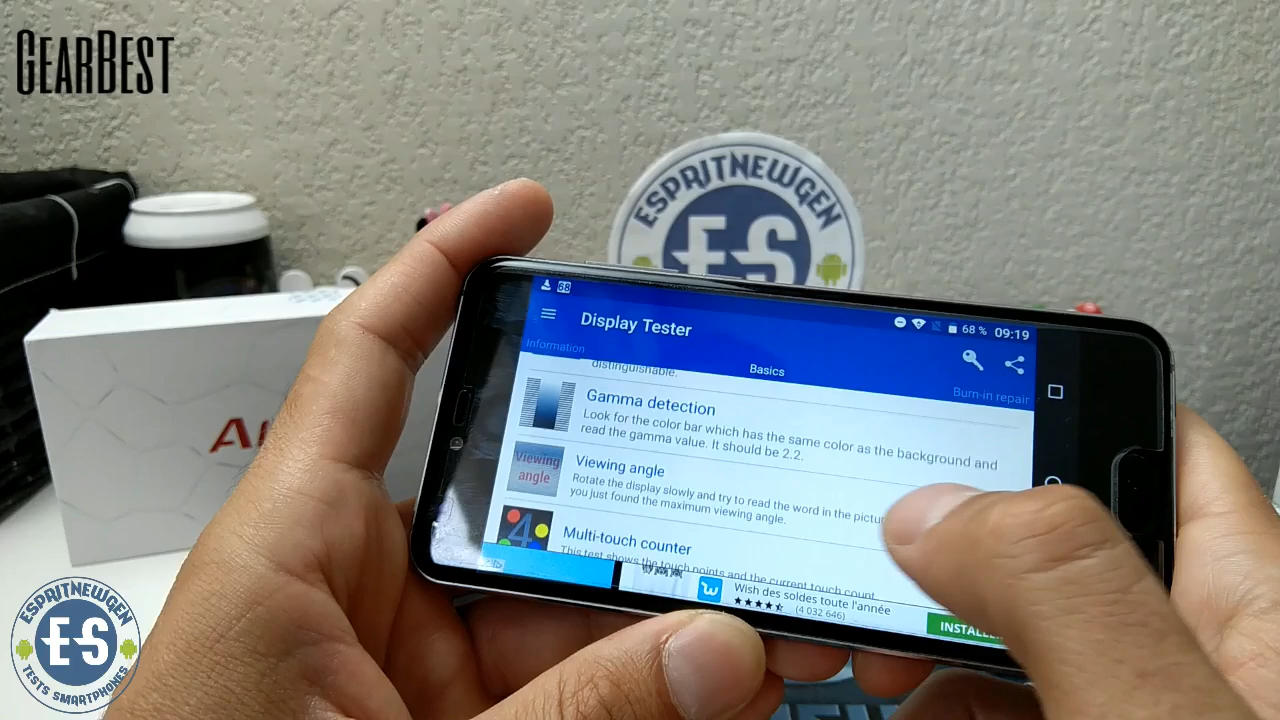 GEARBEST
ESPRITNEWGEN
ES
68
68 % 09:19
Display Tester
Information
Basics
Burn-in repair
distinguishable.
Gamma detection
Look for the color bar which has the same color as the background and
read the gamma value. It should be 2.2.
Viewing angle
Viewing angle
Rotate the display slowly and try to read the word in the
you just found the maximum viewing angle.
4
Multi-touch counter
This test shows the touch points and the current touch count.
Wish des soldes toute l'année
(4 032 646)
ESPRITNEWGEN
ES
TESTS SMARTPHONES